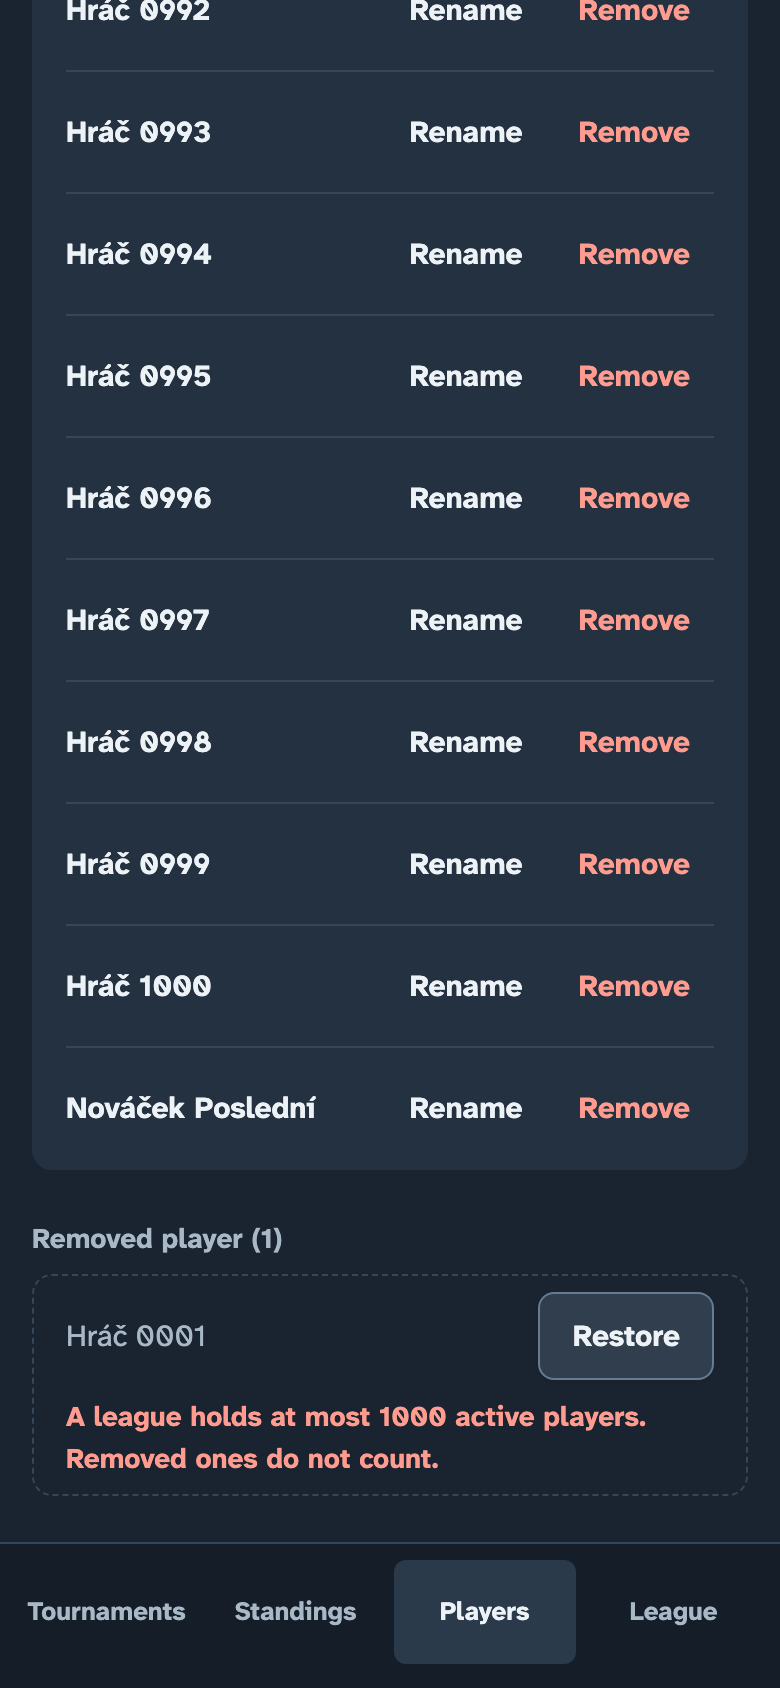 Hráč 0992 Rename Remove
Hráč 0993 Rename Remove
Hráč 0994 Rename Remove
Hráč 0995 Rename Remove
Hráč 0996 Rename Remove
Hráč 0997 Rename Remove
Hráč 0998 Rename Remove
Hráč 0999 Rename Remove
Hráč 1000 Rename Remove
Nováček Poslední Rename Remove
Removed player (1)
Hráč 0001 Restore
A league holds at most 1000 active players.
Removed ones do not count.
Tournaments Standings Players League